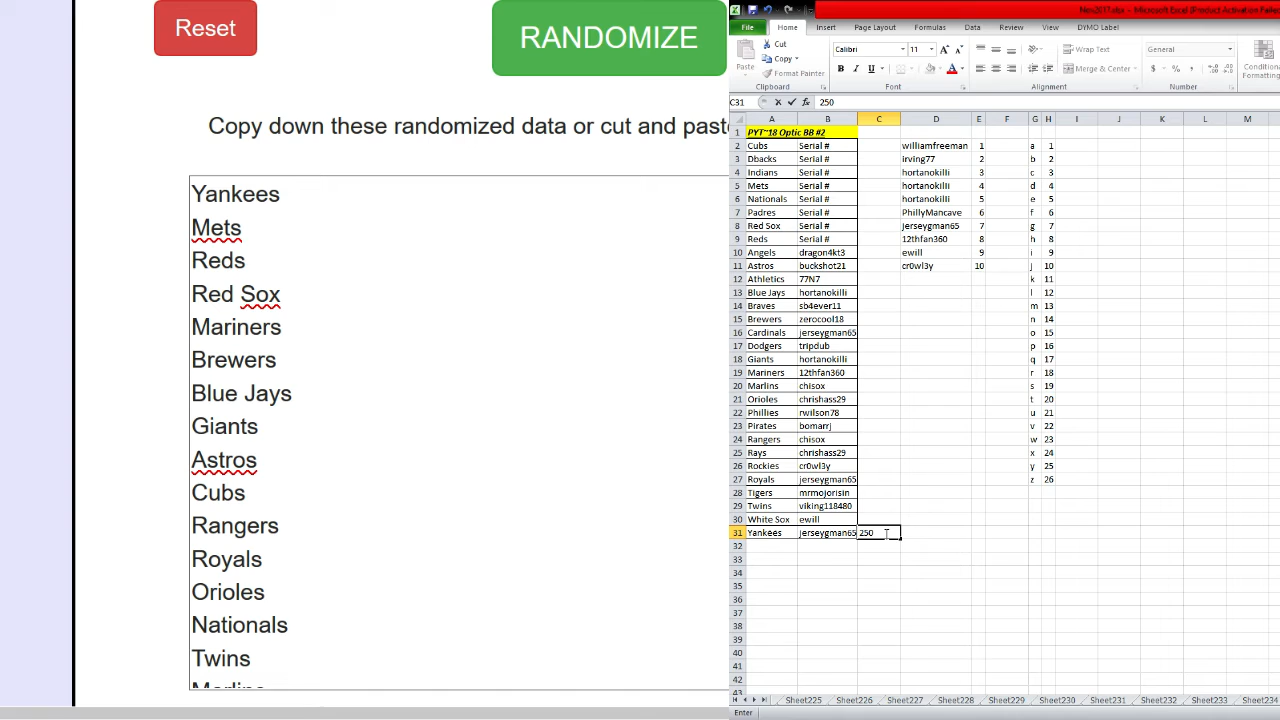 Reset
RANDOMIZE
Copy down these randomized data or cut and past
Yankees
Mets
Reds
Red Sox
Mariners
Brewers
Blue Jays
Giants
Astros
Cubs
Rangers
Royals
Orioles
Nationals
Twins
Nov2017.xlsx - Microsoft Excel (Product Activation Failed
File Home Insert Page Layout Formulas Data Review View DYMO Label
Paste
Cut
Copy
Format Painter
Clipboard
Calibri 11
B I U
Font
Wrap Text
Merge & Center
Alignment
General
$ % ,
Number
Conditiona
Formatting
C31 fx 250
A B C D E F G H I J K L M
1 PYT~18 Optic BB #2
2 Cubs Serial # williamfreeman 1 a 1
3 Dbacks Serial # irving77 2 b 2
4 Indians Serial # hortanokilli 3 c 3
5 Mets Serial # hortanokilli 4 d 4
6 Nationals Serial # hortanokilli 5 e 5
7 Padres Serial # PhillyMancave 6 f 6
8 Red Sox Serial # jerseygman65 7 g 7
9 Reds Serial # 12thfan360 8 h 8
10 Angels dragon4kt3 ewill 9 i 9
11 Astros buckshot21 cr0wl3y 10 j 10
12 Athletics 77N7 k 11
13 Blue Jays hortanokilli l 12
14 Braves sb4ever11 m 13
15 Brewers zerocool18 n 14
16 Cardinals jerseygman65 o 15
17 Dodgers tripdub p 16
18 Giants hortanokilli q 17
19 Mariners 12thfan360 r 18
20 Marlins chisox s 19
21 Orioles chrishass29 t 20
22 Phillies rwilson78 u 21
23 Pirates bomarrj v 22
24 Rangers chisox w 23
25 Rays chrishass29 x 24
26 Rockies cr0wl3y y 25
27 Royals jerseygman65 z 26
28 Tigers mrmojorisin
29 Twins viking118480
30 White Sox ewill
31 Yankees jerseygman65 250
32
33
34
35
36
37
38
39
40
41
42
43
Sheet225 Sheet226 Sheet227 Sheet228 Sheet229 Sheet230 Sheet231 Sheet232 Sheet233 Sheet234
Enter